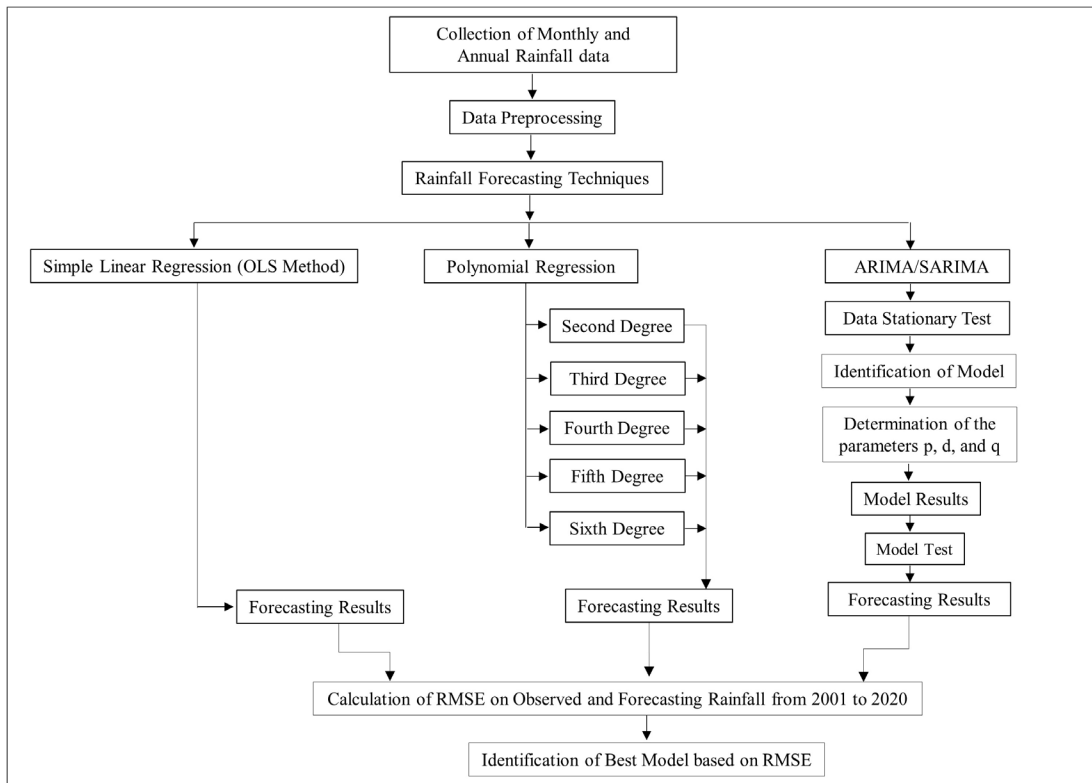 Collection of Monthly and
Annual Rainfall data
Data Preprocessing
Rainfall Forecasting Techniques
Simple Linear Regression (OLS Method)
Polynomial Regression
ARIMA/SARIMA
Second Degree
Third Degree
Fourth Degree
Fifth Degree
Sixth Degree
Data Stationary Test
Identification of Model
Determination of the
parameters p, d, and q
Model Results
Model Test
Forecasting Results
Forecasting Results
Forecasting Results
Calculation of RMSE on Observed and Forecasting Rainfall from 2001 to 2020
Identification of Best Model based on RMSE